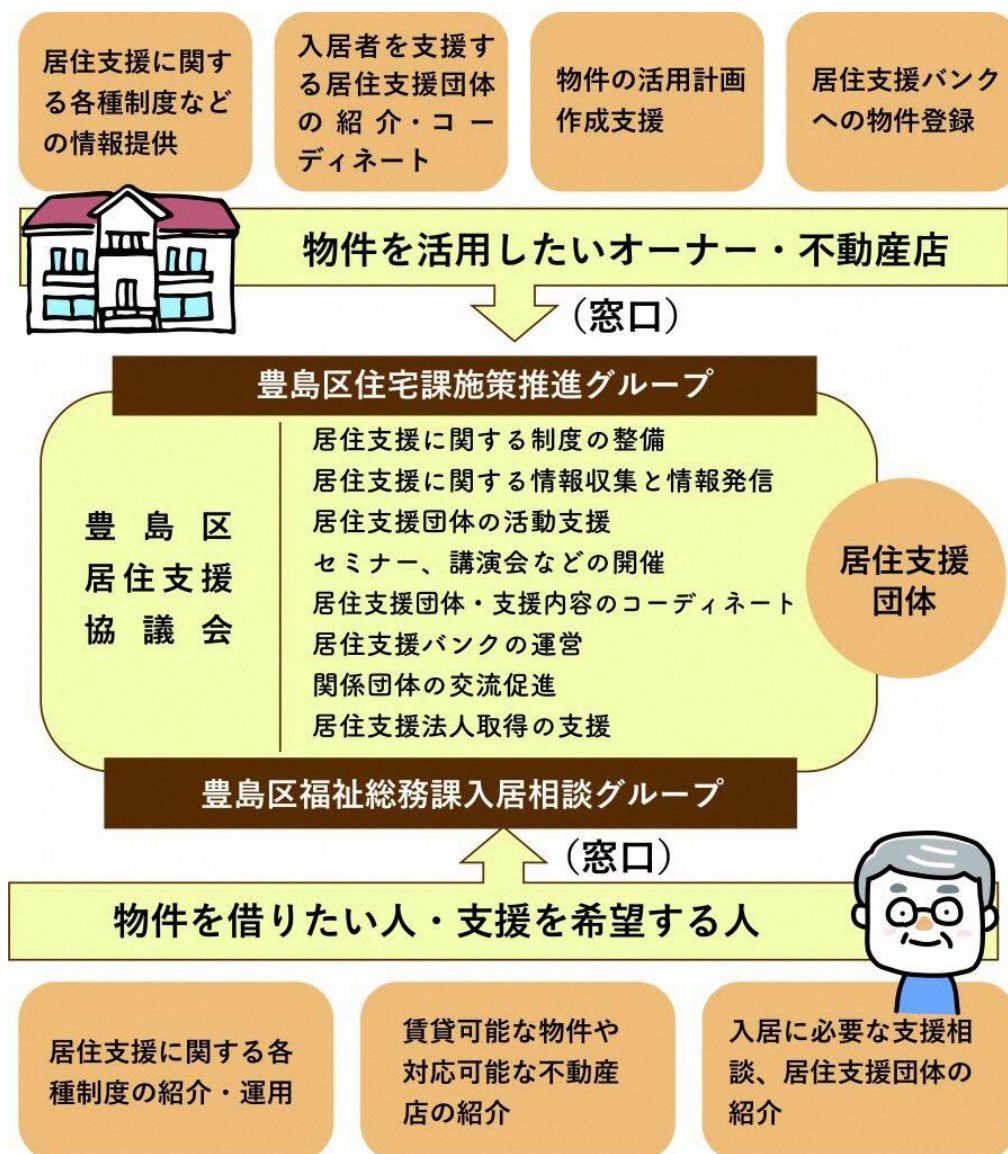 居住支援に関す
る各種制度など
の情報提供
入居者を支援す
る居住支援団体
の紹介・コー
ディネート
物件の活用計画
作成支援
居住支援バンク
への物件登録
物件を活用したいオーナー・不動産店
（窓口）
豊島区住宅課施策推進グループ
豊島区
居住支援
協議会
居住支援に関する制度の整備
居住支援に関する情報収集と情報発信
居住支援団体の活動支援
セミナー、講演会などの開催
居住支援団体・支援内容のコーディネート
居住支援バンクの運営
関係団体の交流促進
居住支援法人取得の支援
居住支援
団体
豊島区福祉総務課入居相談グループ
（窓口）
物件を借りたい人・支援を希望する人
居住支援に関する各
種制度の紹介・運用
賃貸可能な物件や
対応可能な不動産
店の紹介
入居に必要な支援相
談、居住支援団体の
紹介